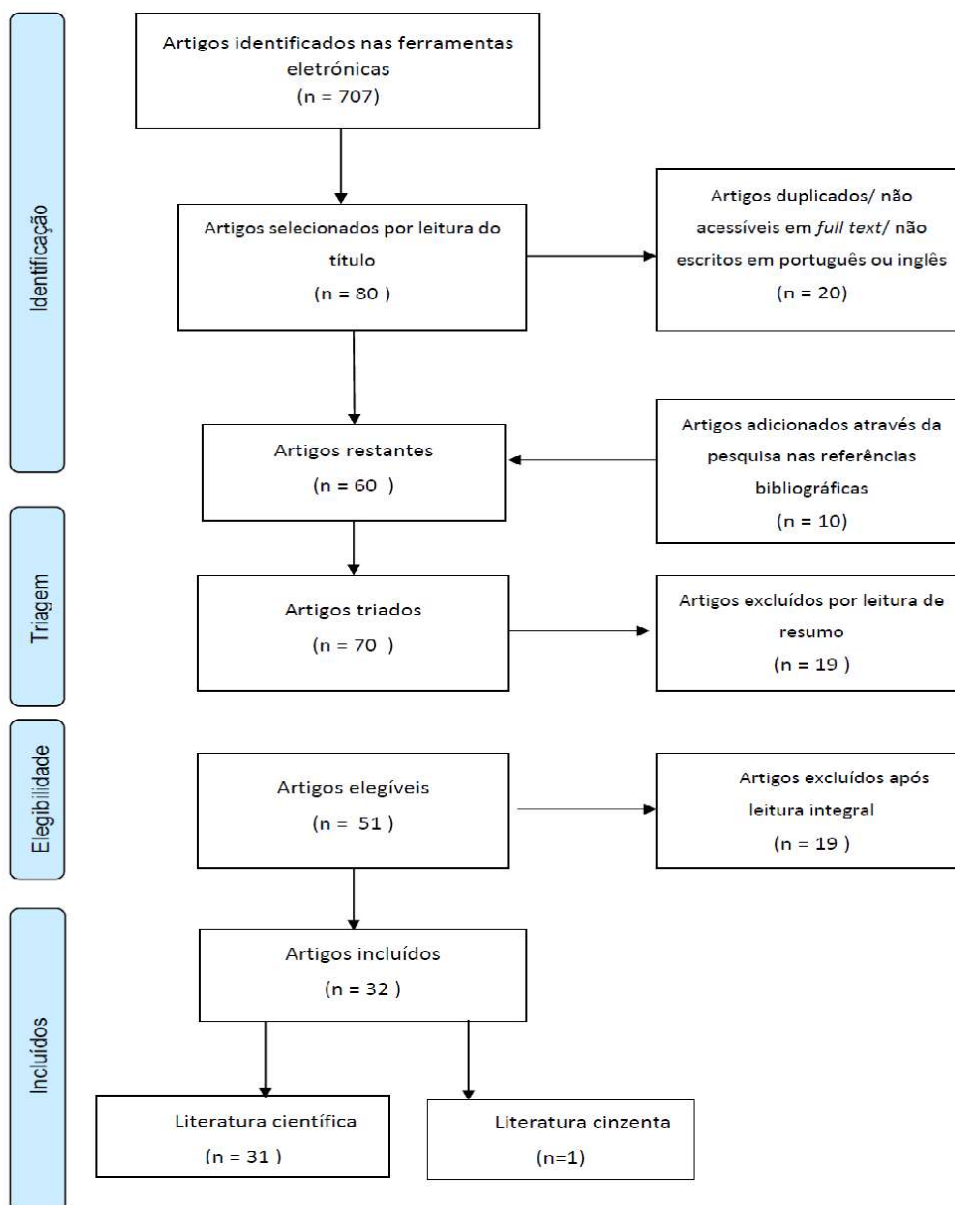 Identificação
Artigos identificados nas ferramentas
eletrónicas
(n = 707)
Artigos selecionados por leitura do
título
(n = 80 )
Artigos duplicados/ não
acessíveis em full text/ não
escritos em português ou inglês
(n = 20)
Artigos restantes
(n = 60 )
Artigos adicionados através da
pesquisa nas referências
bibliográficas
(n = 10)
Triagem
Artigos triados
(n = 70 )
Artigos excluídos por leitura de
resumo
(n = 19 )
Elegibilidade
Artigos elegíveis
(n = 51 )
Artigos excluídos após
leitura integral
(n = 19 )
Incluídos
Artigos incluídos
(n = 32 )
Literatura científica
(n = 31 )
Literatura cinzenta
(n=1)